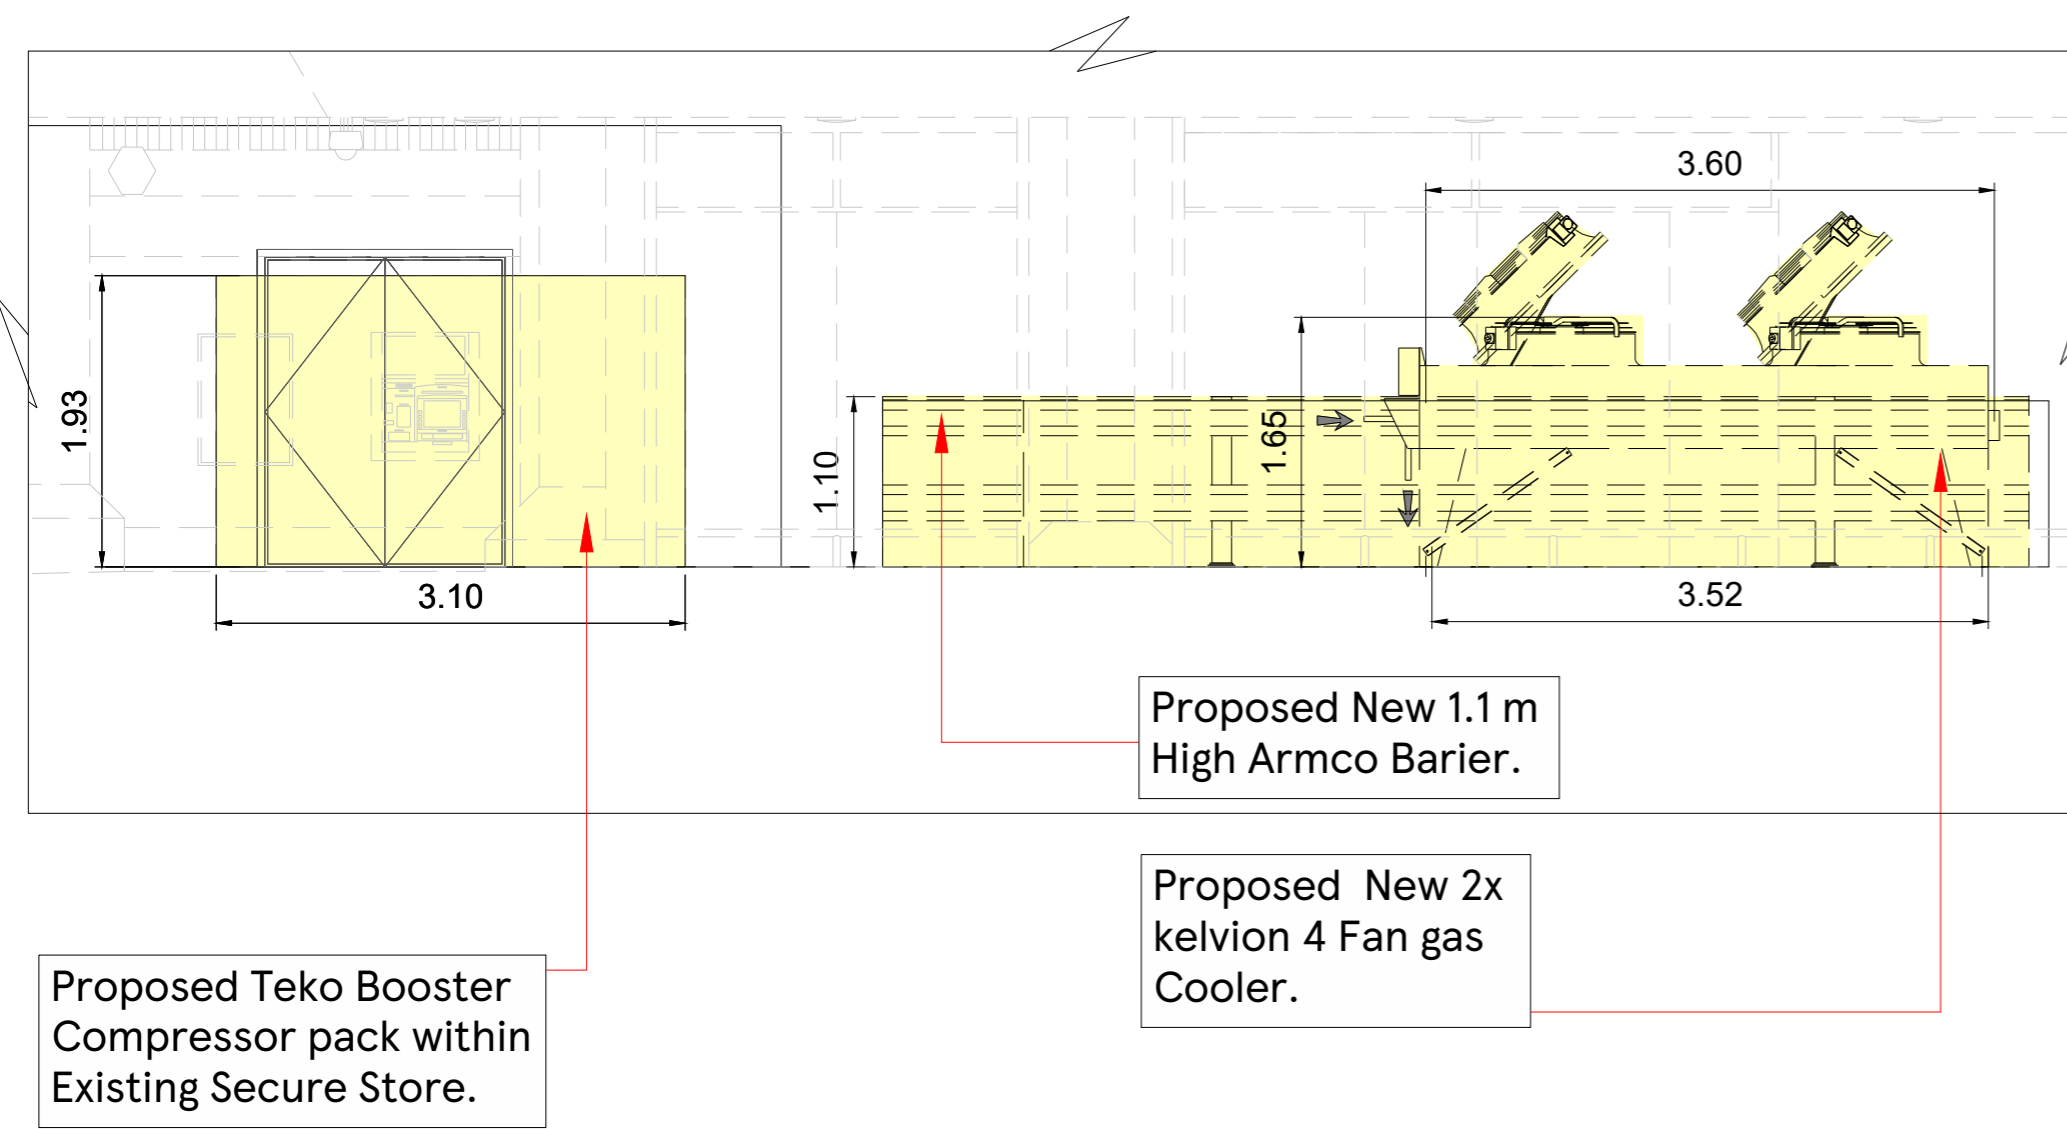 3.60
1.93
1.10
1.65
3.10
3.52
Proposed New 1.1 m
High Armco Barier.
Proposed New 2x
kelvion 4 Fan gas
Cooler.
Proposed Teko Booster
Compressor pack within
Existing Secure Store.